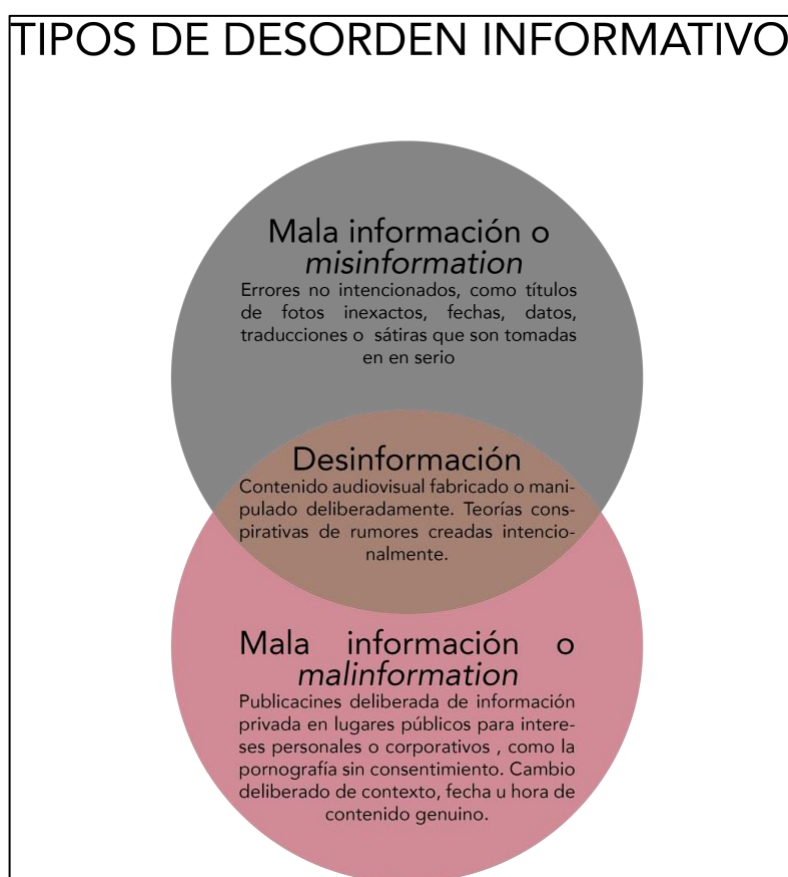 TIPOS DE DESORDEN INFORMATIVO
Mala información o
misinformation
Errores no intencionados, como títulos
de fotos inexactos, fechas, datos,
traducciones o sátiras que son tomadas
en en serio
Desinformación
Contenido audiovisual fabricado o mani-
pulado deliberadamente. Teorías cons-
pirativas de rumores creadas intencio-
nalmente.
Mala información o
malinformation
Publicacines deliberada de información
privada en lugares públicos para intere-
ses personales o corporativos , como la
pornografía sin consentimiento. Cambio
deliberado de contexto, fecha u hora de
contenido genuino.